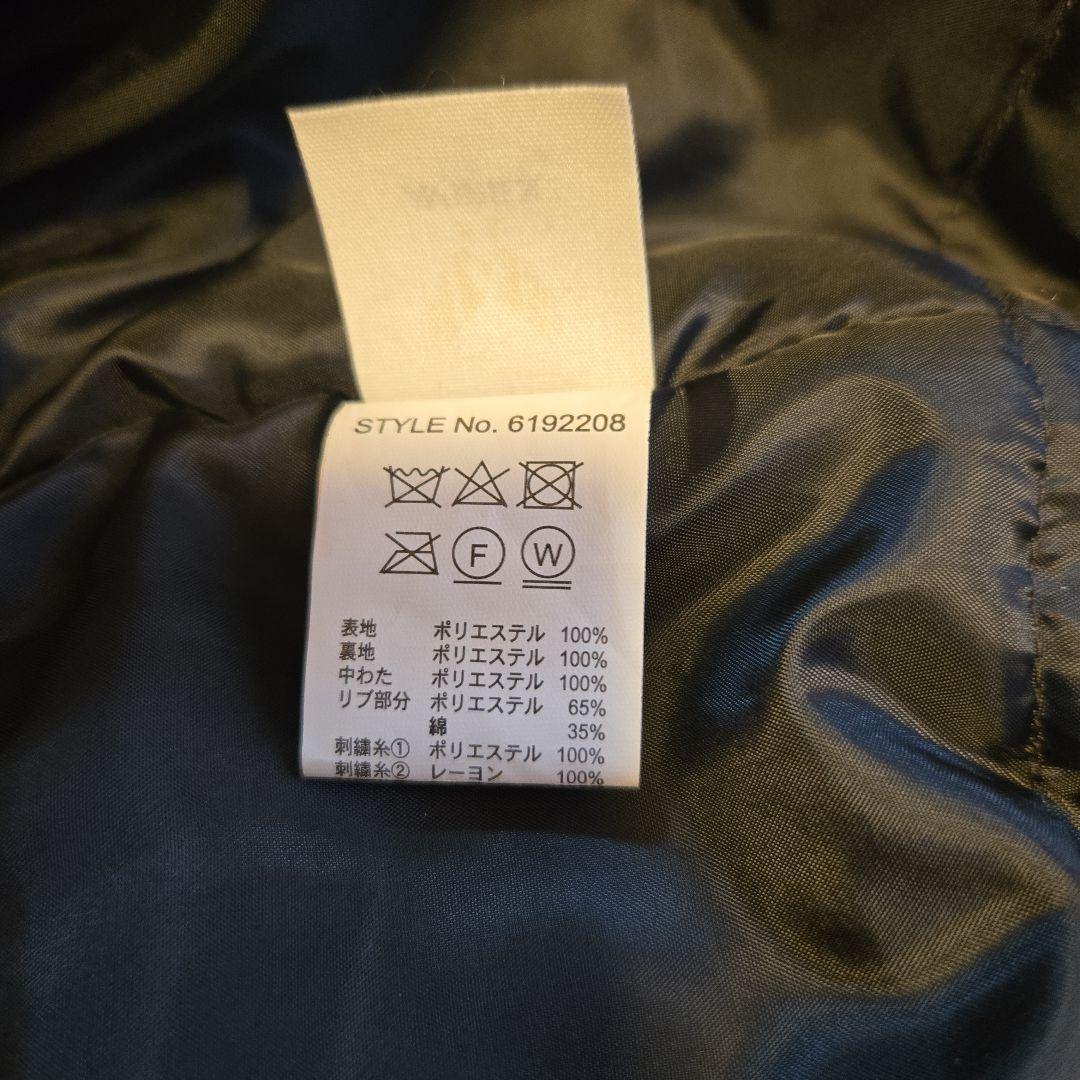 STYLE No. 6192208
F W
表地 ポリエステル 100%
裏地 ポリエステル 100%
中わた ポリエステル 100%
リブ部分 ポリエステル 65%
綿 35%
刺繍糸① ポリエステル 100%
刺繍糸② レーヨン 100%